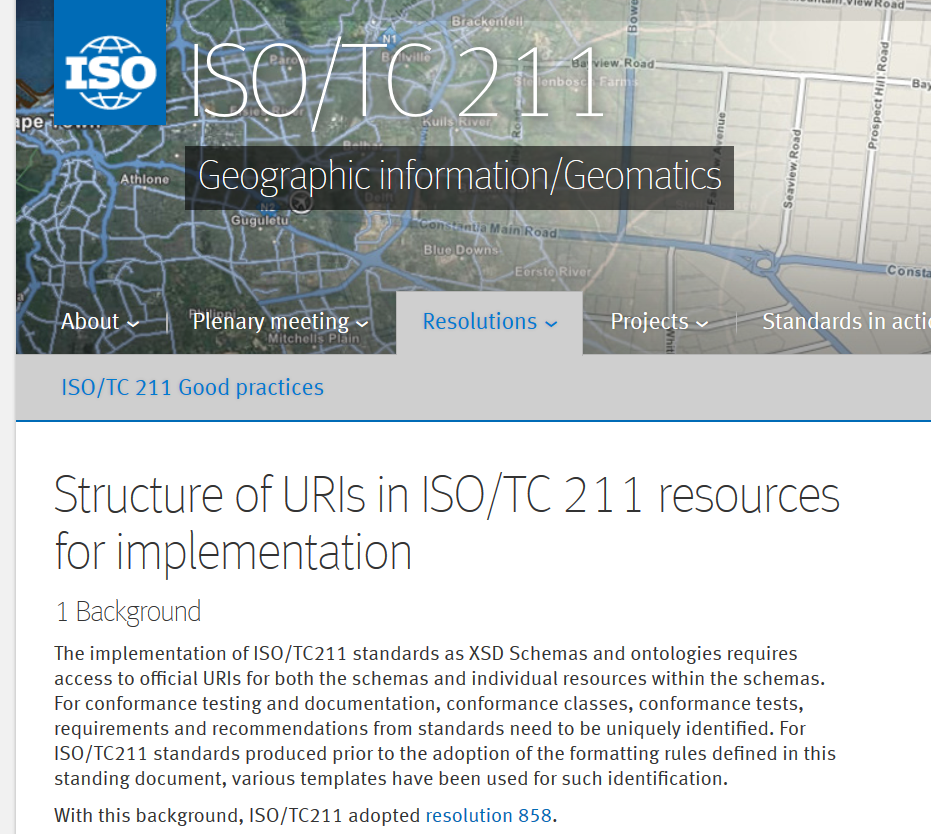 Mountain View Road
Brackenfell
Bowe
N1
ISO
ISO/TC 211
Bellville
Bayview Road
Stellenbosch Farms
Bay
Prospect Hill Road
Kuils River
Geographic information/Geomatics
Athlone
Seaview Road
N2
Guguletu
Constantia Main Road
Blue Downs
Eerste River
Consta
About
Plenary meeting
Resolutions
Projects
Standards in actio
Mitchells Plain
ISO/TC 211 Good practices
Structure of URIs in ISO/TC 211 resources
for implementation
1 Background
The implementation of ISO/TC211 standards as XSD Schemas and ontologies requires
access to official URIs for both the schemas and individual resources within the schemas.
For conformance testing and documentation, conformance classes, conformance tests,
requirements and recommendations from standards need to be uniquely identified. For
ISO/TC211 standards produced prior to the adoption of the formatting rules defined in this
standing document, various templates have been used for such identification.
With this background, ISO/TC211 adopted resolution 858.